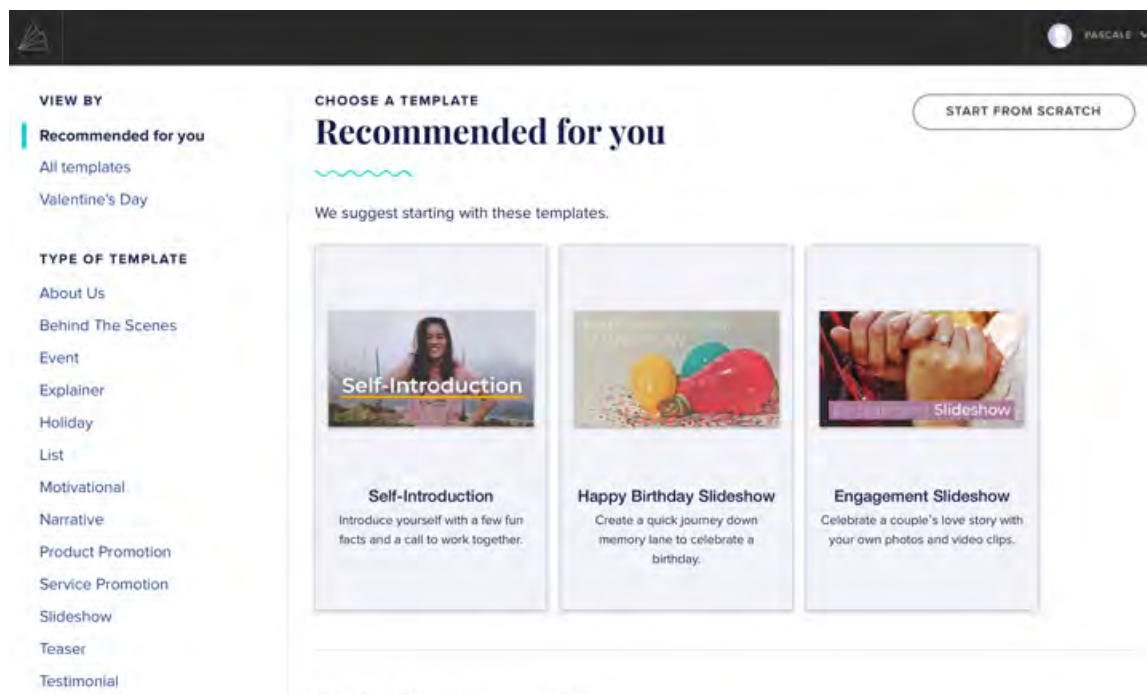 PASCALE
VIEW BY
Recommended for you
All templates
Valentine's Day
TYPE OF TEMPLATE
About Us
Behind The Scenes
Event
Explainer
Holiday
List
Motivational
Narrative
Product Promotion
Service Promotion
Slideshow
Teaser
Testimonial
CHOOSE A TEMPLATE
Recommended for you
START FROM SCRATCH
We suggest starting with these templates.
Self-Introduction
Self-Introduction
Introduce yourself with a few fun
facts and a call to work together.
Happy Birthday Slideshow
Create a quick journey down
memory lane to celebrate a
birthday.
Slideshow
Engagement Slideshow
Celebrate a couple's love story with
your own photos and video clips.